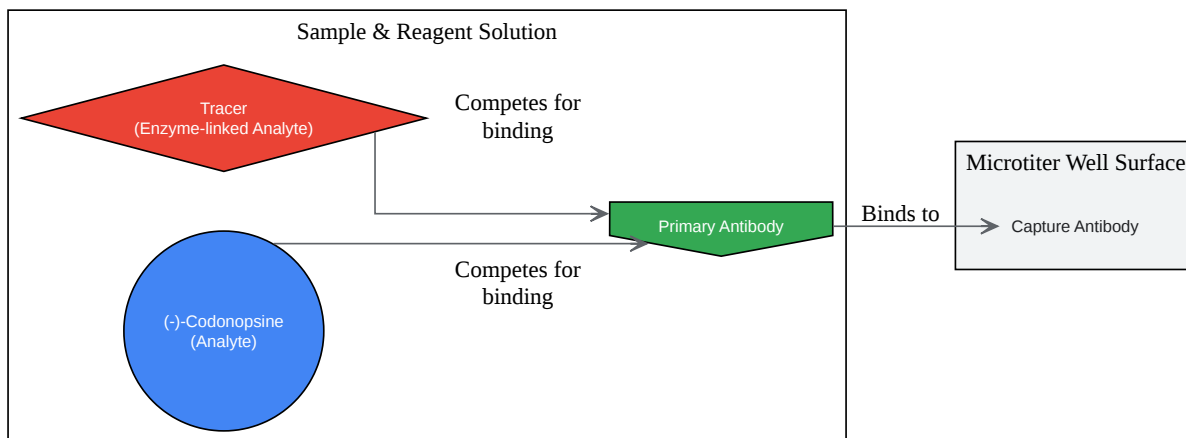 Sample & Reagent Solution
Tracer
(Enzyme-linked Analyte)
Competes for
binding
Microtiter Well Surface
Primary Antibody
Binds to
Capture Antibody
Competes for
binding
(-)-Codonopsine
(Analyte)